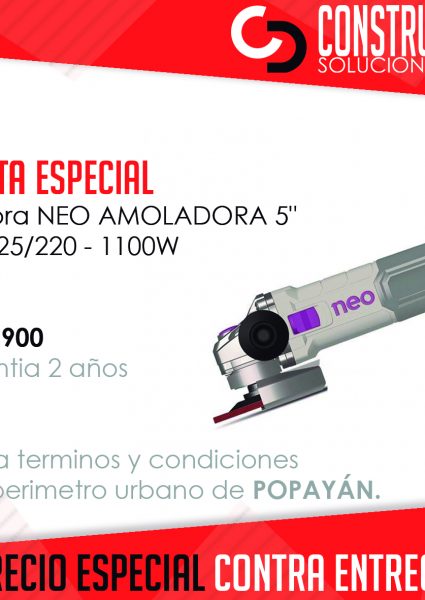 CONSTRU
SOLUCION
TA ESPECIAL
ora NEO AMOLADORA 5"
25/220 - 1100W
neo
900
ntia 2 años
a terminos y condiciones
perimetro urbano de POPAYÁN.
RECIO ESPECIAL CONTRA ENTREG